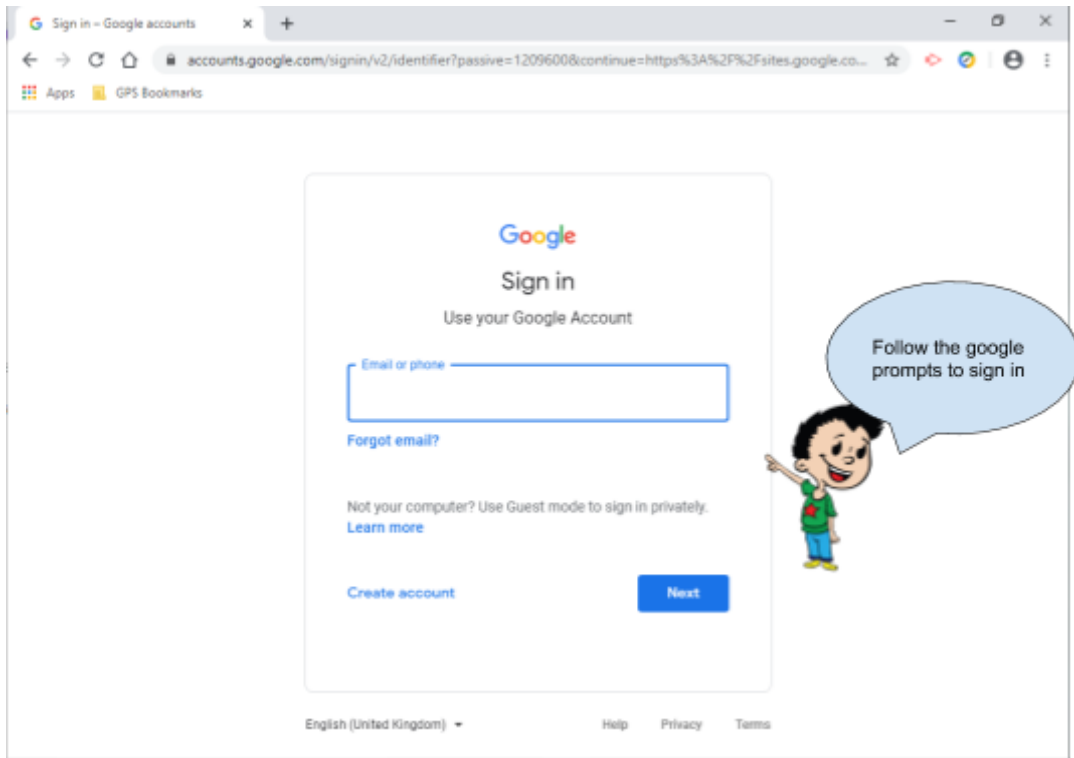 Sign in – Google accounts
accounts.google.com/signin/v2/identifier?passive=1209600&continue=https%3A%2F%2Fsites.google.co...
Apps
GPS Bookmarks
Google
Sign in
Use your Google Account
Email or phone
Follow the google
prompts to sign in
Forgot email?
Not your computer? Use Guest mode to sign in privately.
Learn more
Create account
Next
English (United Kingdom)
Help
Privacy
Terms